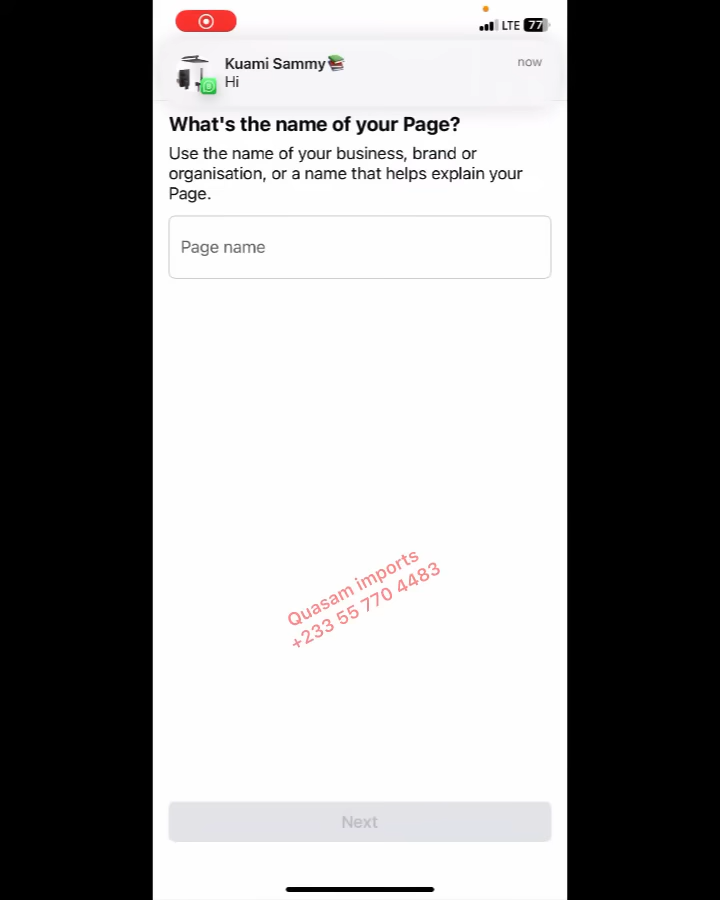 LTE 77
Kuami Sammy📚
now
Hi
What's the name of your Page?
Use the name of your business, brand or
organisation, or a name that helps explain your
Page.
Page name
Quasam imports
+233 55 770 4483
Next